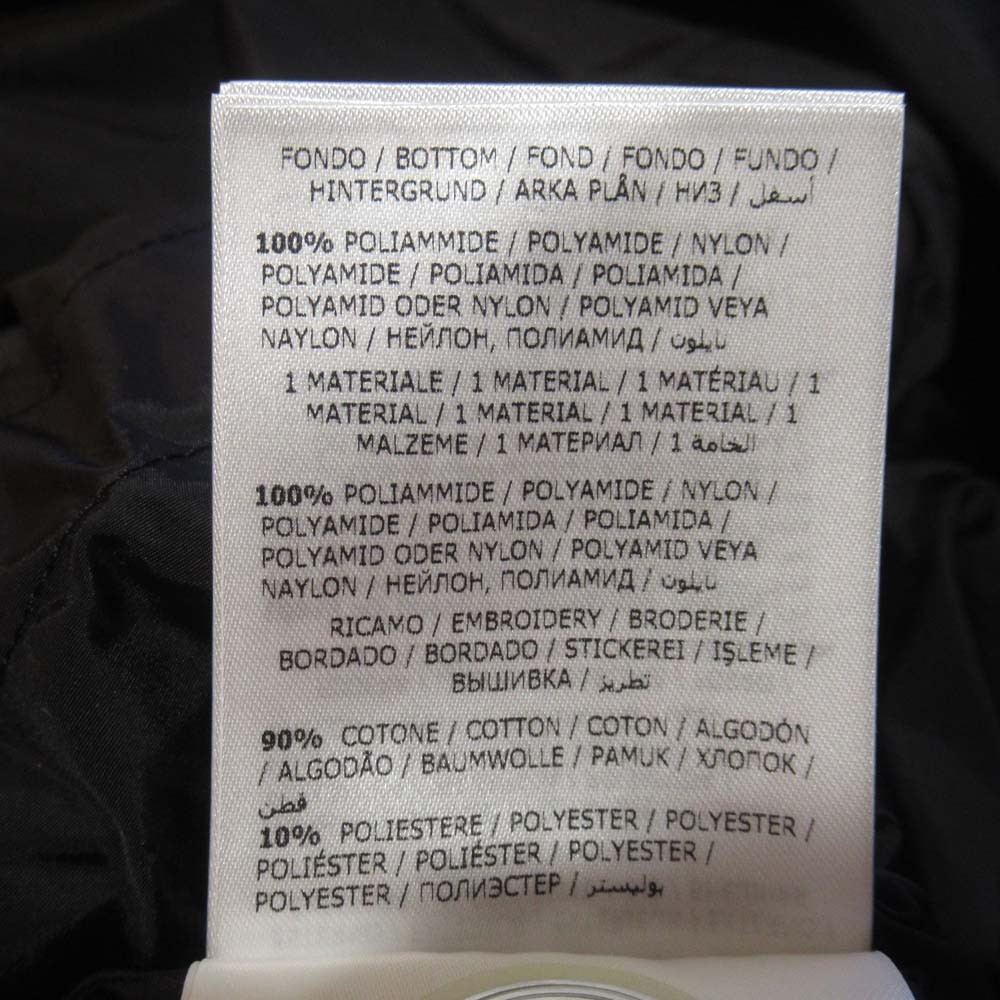 FONDO / BOTTOM / FOND / FONDO / FUNDO /
HINTERGRUND / ARKA PLÂN / НИЗ / أسفل
100% POLIAMMIDE / POLYAMIDE / NYLON /
POLYAMIDE / POLIAMIDA / POLIAMIDA /
POLYAMID ODER NYLON / POLYAMID VEYA
NAYLON / НЕЙЛОН, ПОЛИАМИД / نايلون
1 MATERIALE / 1 MATERIAL / 1 MATÉRIAU / 1
MATERIAL / 1 MATERIAL / 1 MATERIAL / 1
MALZEME / 1 МАТЕРИАЛ / 1 الخامة
100% POLIAMMIDE / POLYAMIDE / NYLON /
POLYAMIDE / POLIAMIDA / POLIAMIDA /
POLYAMID ODER NYLON / POLYAMID VEYA
NAYLON / НЕЙЛОН, ПОЛИАМИД / نايلون
RICAMO / EMBROIDERY / BRODERIE /
BORDADO / BORDADO / STICKEREI / IŞLEME /
ВЫШИВКА / تطريز
90% COTONE / COTTON / COTON / ALGODÓN
/ ALGODÃO / BAUMWOLLE / PAMUK / ХЛОПОК /
قطن
10% POLIESTERE / POLYESTER / POLYESTER /
POLIÉSTER / POLIÉSTER / POLYESTER /
POLYESTER / ПОЛИЭСТЕР / بوليستر